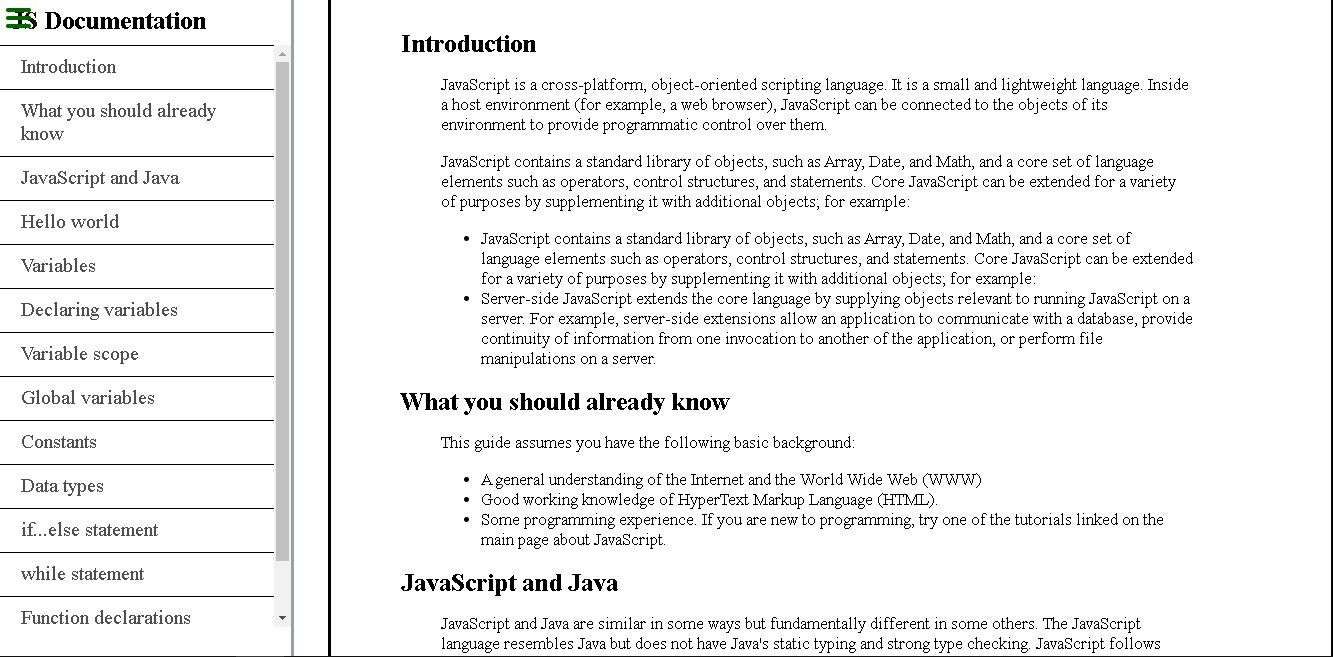 JS Documentation
Introduction
What you should already
know
JavaScript and Java
Hello world
Variables
Declaring variables
Variable scope
Global variables
Constants
Data types
if...else statement
while statement
Function declarations
Introduction
JavaScript is a cross-platform, object-oriented scripting language. It is a small and lightweight language. Inside
a host environment (for example, a web browser), JavaScript can be connected to the objects of its
environment to provide programmatic control over them.
JavaScript contains a standard library of objects, such as Array, Date, and Math, and a core set of language
elements such as operators, control structures, and statements. Core JavaScript can be extended for a variety
of purposes by supplementing it with additional objects; for example:
• JavaScript contains a standard library of objects, such as Array, Date, and Math, and a core set of
language elements such as operators, control structures, and statements. Core JavaScript can be extended
for a variety of purposes by supplementing it with additional objects; for example:
• Server-side JavaScript extends the core language by supplying objects relevant to running JavaScript on a
server. For example, server-side extensions allow an application to communicate with a database, provide
continuity of information from one invocation to another of the application, or perform file
manipulations on a server.
What you should already know
This guide assumes you have the following basic background:
• A general understanding of the Internet and the World Wide Web (WWW)
• Good working knowledge of HyperText Markup Language (HTML).
• Some programming experience. If you are new to programming, try one of the tutorials linked on the
main page about JavaScript.
JavaScript and Java
JavaScript and Java are similar in some ways but fundamentally different in some others. The JavaScript
language resembles Java but does not have Java's static typing and strong type checking. JavaScript follows